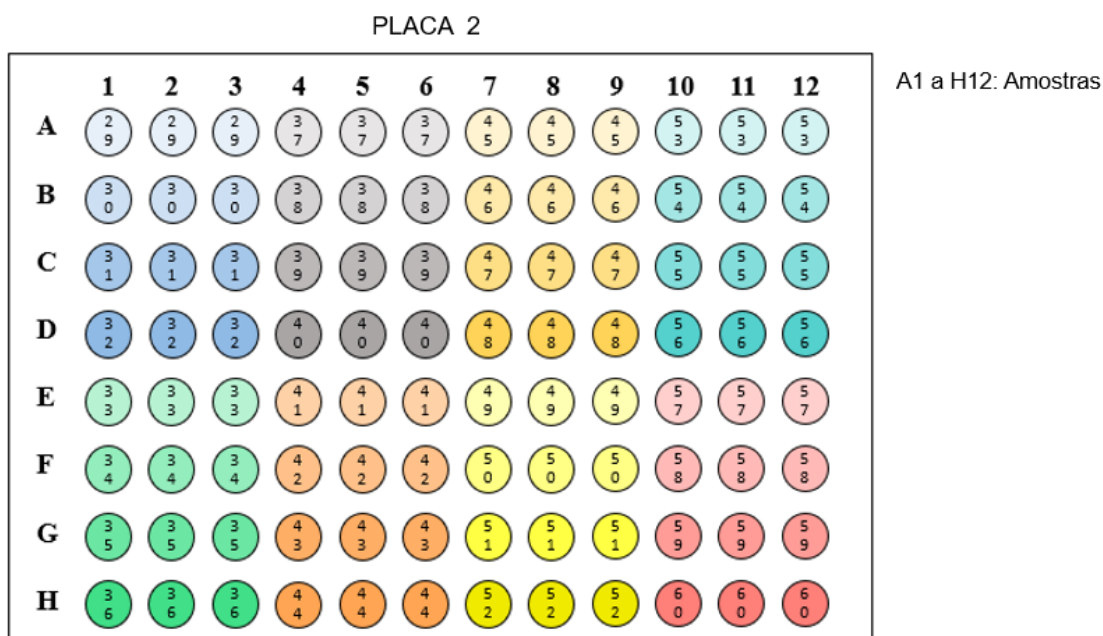 PLACA 2
1 2 3 4 5 6 7 8 9 10 11 12
A1 a H12: Amostras
A 29 29 29 37 37 37 45 45 45 53 53 53
B 30 30 30 38 38 38 46 46 46 54 54 54
C 31 31 31 39 39 39 47 47 47 55 55 55
D 32 32 32 40 40 40 48 48 48 56 56 56
E 33 33 33 41 41 41 49 49 49 57 57 57
F 34 34 34 42 42 42 50 50 50 58 58 58
G 35 35 35 43 43 43 51 51 51 59 59 59
H 36 36 36 44 44 44 52 52 52 60 60 60